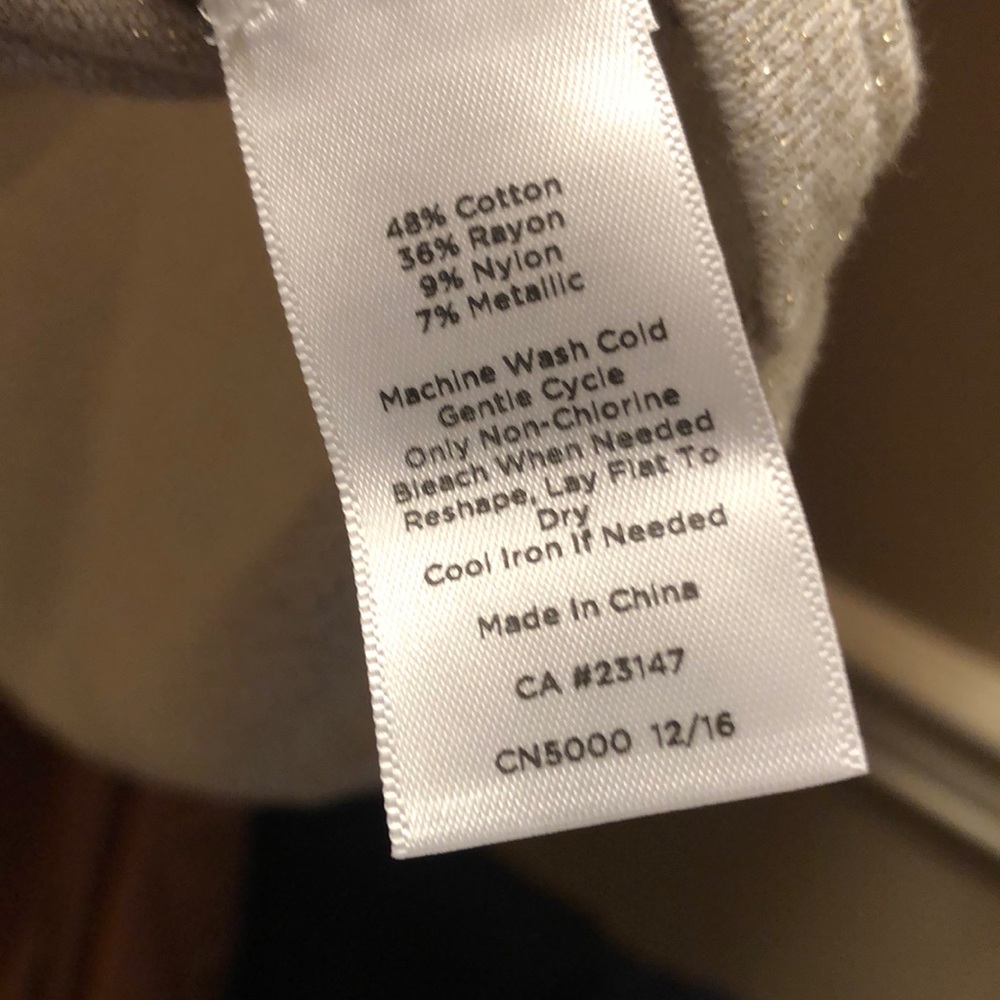 48% Cotton
36% Rayon
9% Nylon
7% Metallic
Machine Wash Cold
Gentle Cycle
Only Non-Chlorine
Bleach When Needed
Reshape, Lay Flat To
Dry
Cool Iron If Needed
Made In China
CA #23147
CN5000 12/16